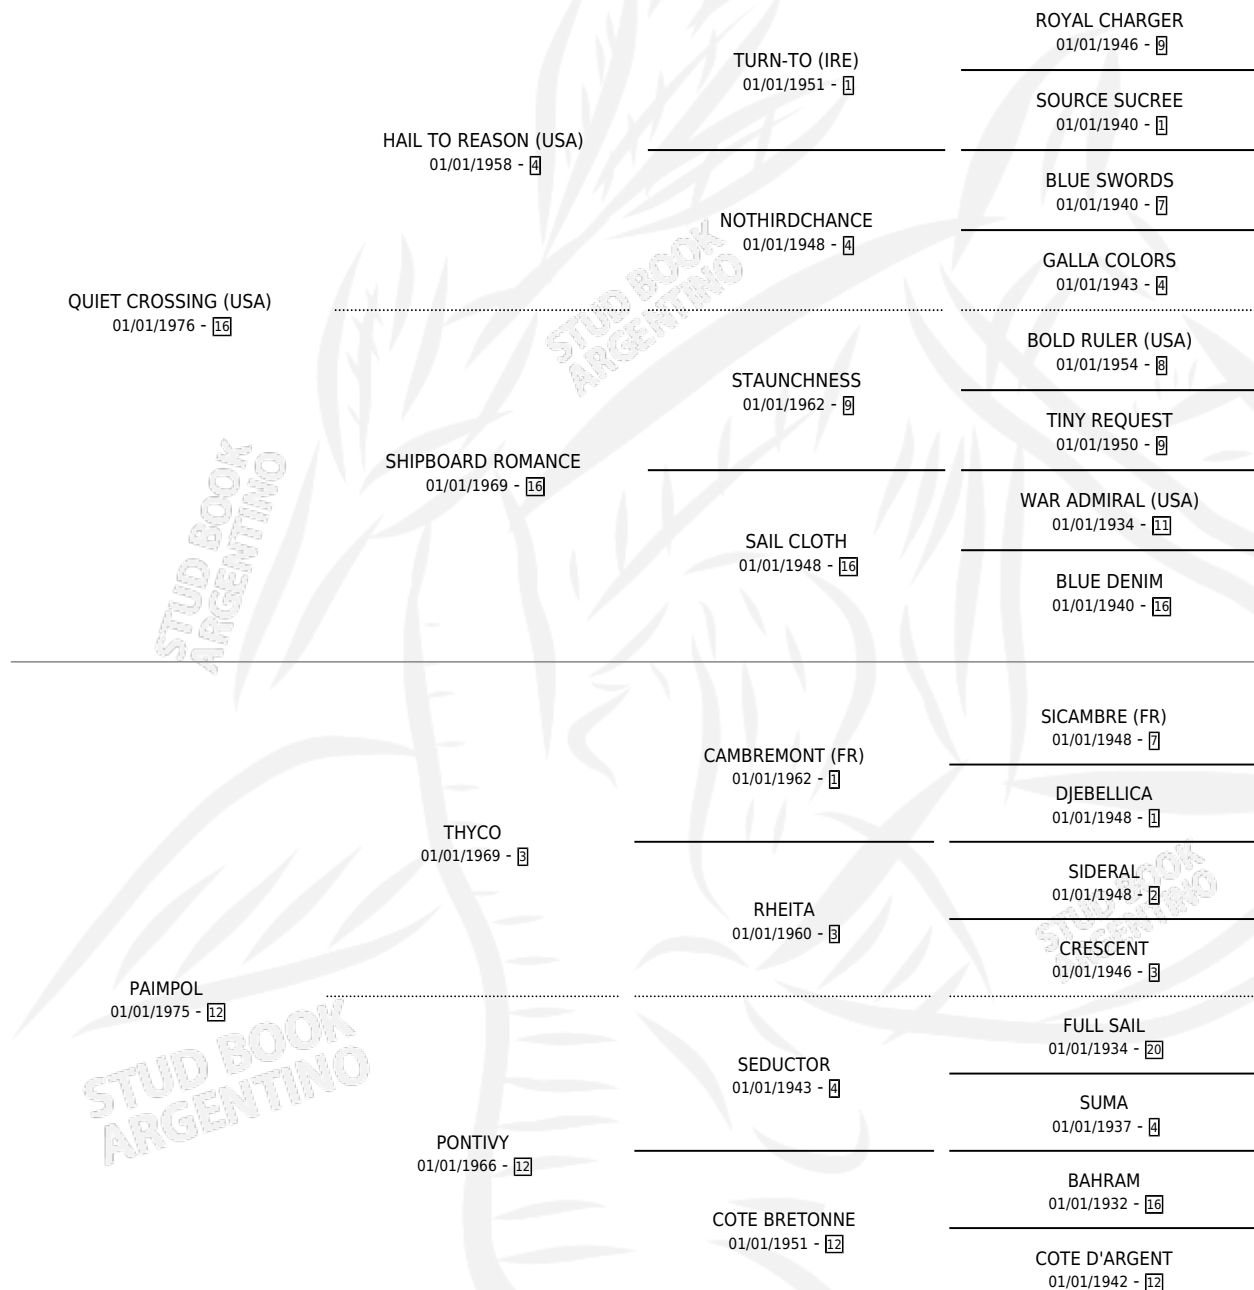 ROYAL CHARGER
01/01/1946 - 9
TURN-TO (IRE)
01/01/1951 - 1
SOURCE SUCREE
01/01/1940 - 1
HAIL TO REASON (USA)
01/01/1958 - 4
BLUE SWORDS
01/01/1940 - 7
NOTHIRDCHANCE
01/01/1948 - 4
GALLA COLORS
01/01/1943 - 4
QUIET CROSSING (USA)
01/01/1976 - 16
BOLD RULER (USA)
01/01/1954 - 8
STAUNCHNESS
01/01/1962 - 9
TINY REQUEST
01/01/1950 - 9
SHIPBOARD ROMANCE
01/01/1969 - 16
WAR ADMIRAL (USA)
01/01/1934 - 11
SAIL CLOTH
01/01/1948 - 16
BLUE DENIM
01/01/1940 - 16
SICAMBRE (FR)
01/01/1948 - 7
CAMBREMONT (FR)
01/01/1962 - 1
DJEBELLICA
01/01/1948 - 1
THYCO
01/01/1969 - 3
SIDERAL
01/01/1948 - 2
RHEITA
01/01/1960 - 3
CRESCENT
01/01/1946 - 3
PAIMPOL
01/01/1975 - 12
FULL SAIL
01/01/1934 - 20
SEDUCTOR
01/01/1943 - 4
SUMA
01/01/1937 - 4
PONTIVY
01/01/1966 - 12
BAHRAM
01/01/1932 - 16
COTE BRETONNE
01/01/1951 - 12
COTE D'ARGENT
01/01/1942 - 12
STUD BOOK
ARGENTINO
STUD BOOK
ARGENTINO
STUD BOOK
ARGENTINO
STUD BOOK
ARGENTINO